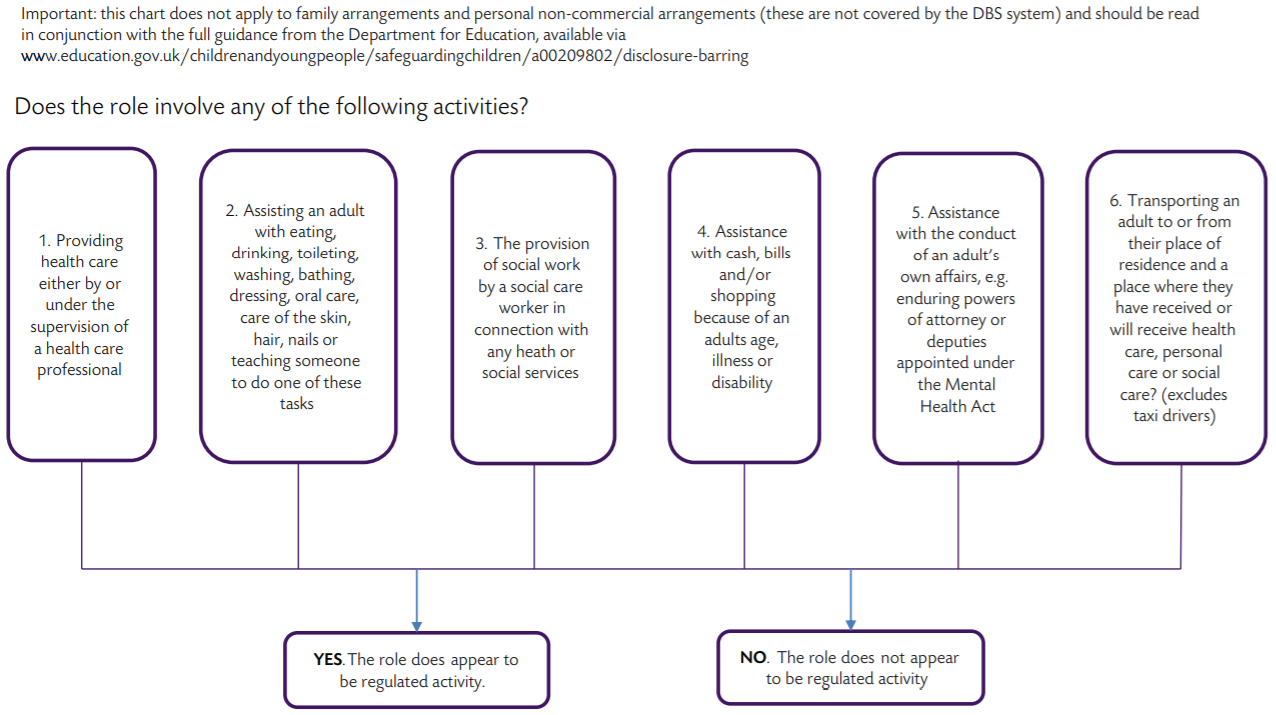 Important: this chart does not apply to family arrangements and personal non-commercial arrangements (these are not covered by the DBS system) and should be read
in conjunction with the full guidance from the Department for Education, available via
www.education.gov.uk/childrenandyoungpeople/safeguardingchildren/a00209802/disclosure-barring
Does the role involve any of the following activities?
1. Providing
health care
either by or
under the
supervision of
a health care
professional
2. Assisting an adult
with eating,
drinking, toileting,
washing, bathing,
dressing, oral care,
care of the skin,
hair, nails or
teaching someone
to do one of these
tasks
3. The provision
of social work
by a social care
worker in
connection with
any heath or
social services
4. Assistance
with cash, bills
and/or
shopping
because of an
adults age,
illness or
disability
5. Assistance
with the conduct
of an adult's
own affairs, e.g.
enduring powers
of attorney or
deputies
appointed under
the Mental
Health Act
6. Transporting an
adult to or from
their place of
residence and a
place where they
have received or
will receive health
care, personal
care or social
care? (excludes
taxi drivers)
YES. The role does appear to
be regulated activity.
NO. The role does not appear
to be regulated activity